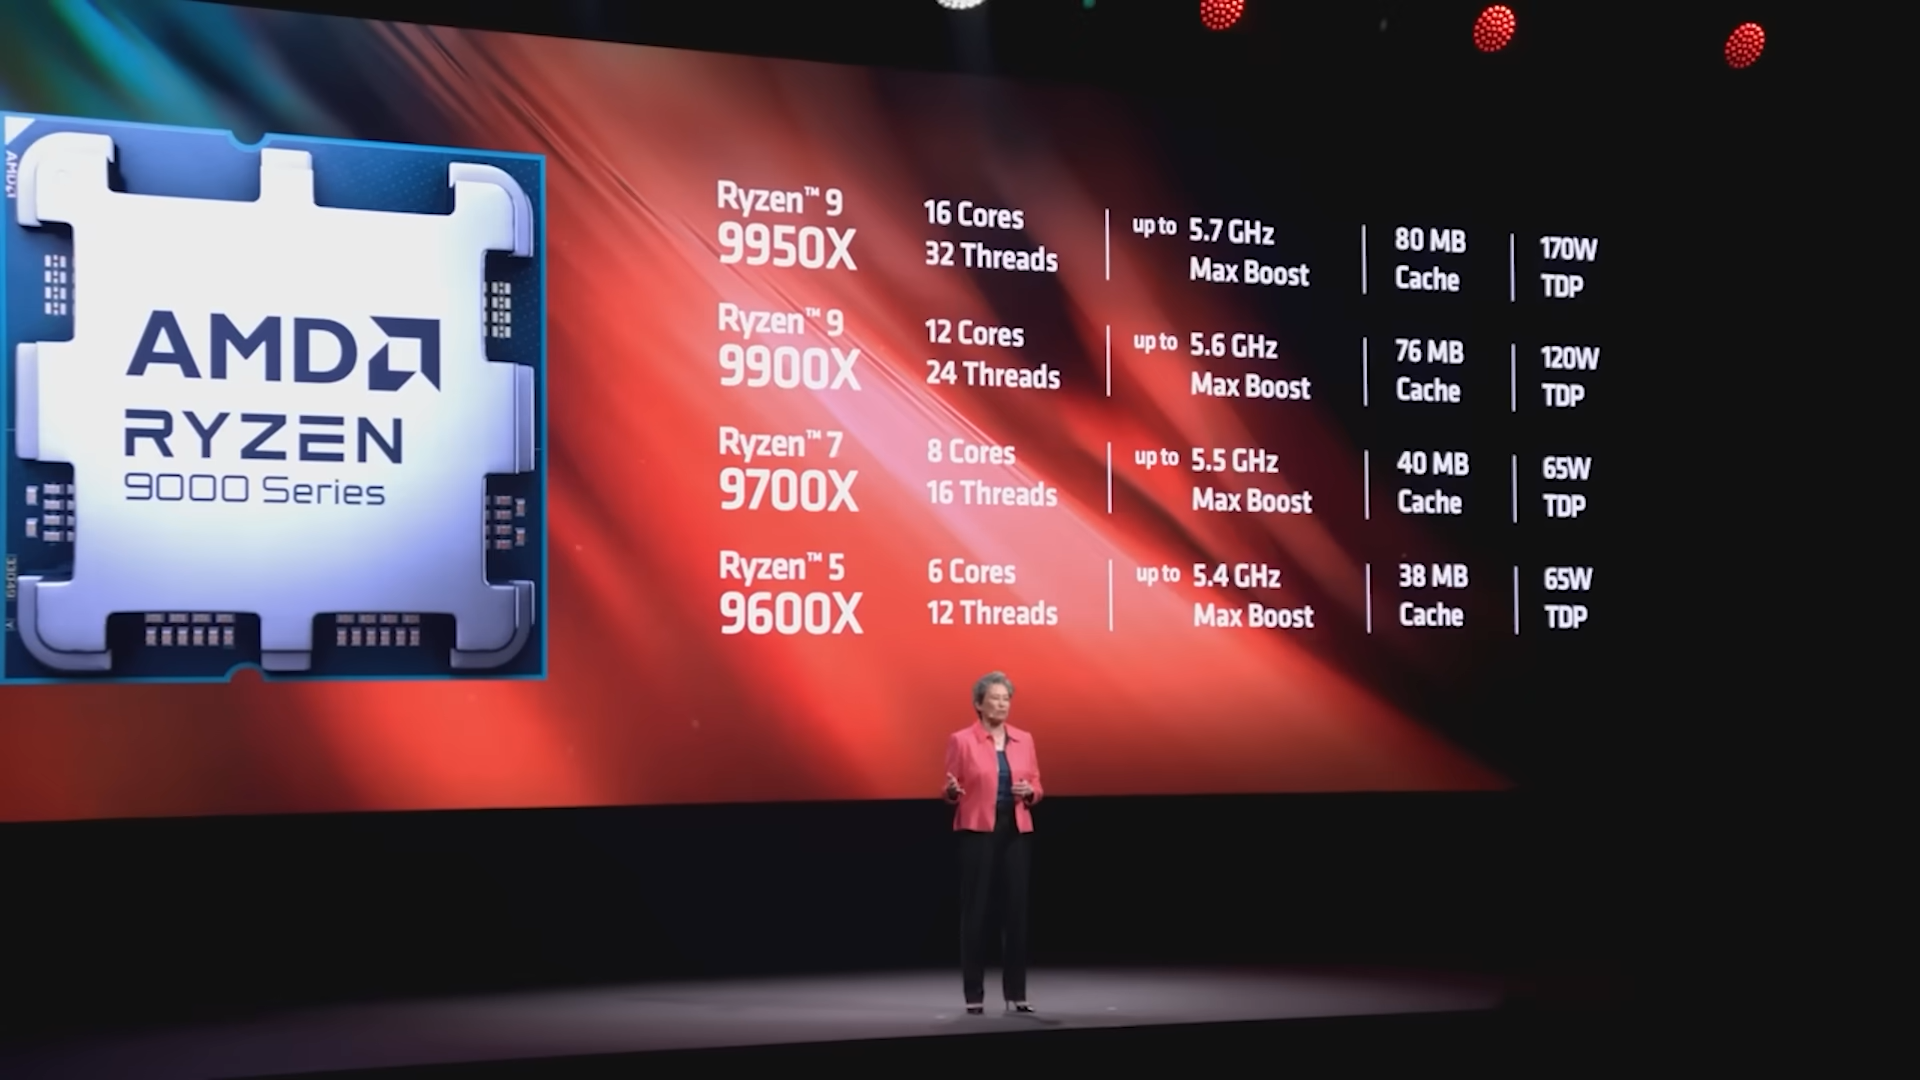 AMD
RYZEN
9000 Series
Ryzen™ 9
9950X
16 Cores
32 Threads
up to 5.7 GHz
Max Boost
80 MB
Cache
170W
TDP
Ryzen™ 9
9900X
12 Cores
24 Threads
up to 5.6 GHz
Max Boost
76 MB
Cache
120W
TDP
Ryzen™ 7
9700X
8 Cores
16 Threads
up to 5.5 GHz
Max Boost
40 MB
Cache
65W
TDP
Ryzen™ 5
9600X
6 Cores
12 Threads
up to 5.4 GHz
Max Boost
38 MB
Cache
65W
TDP